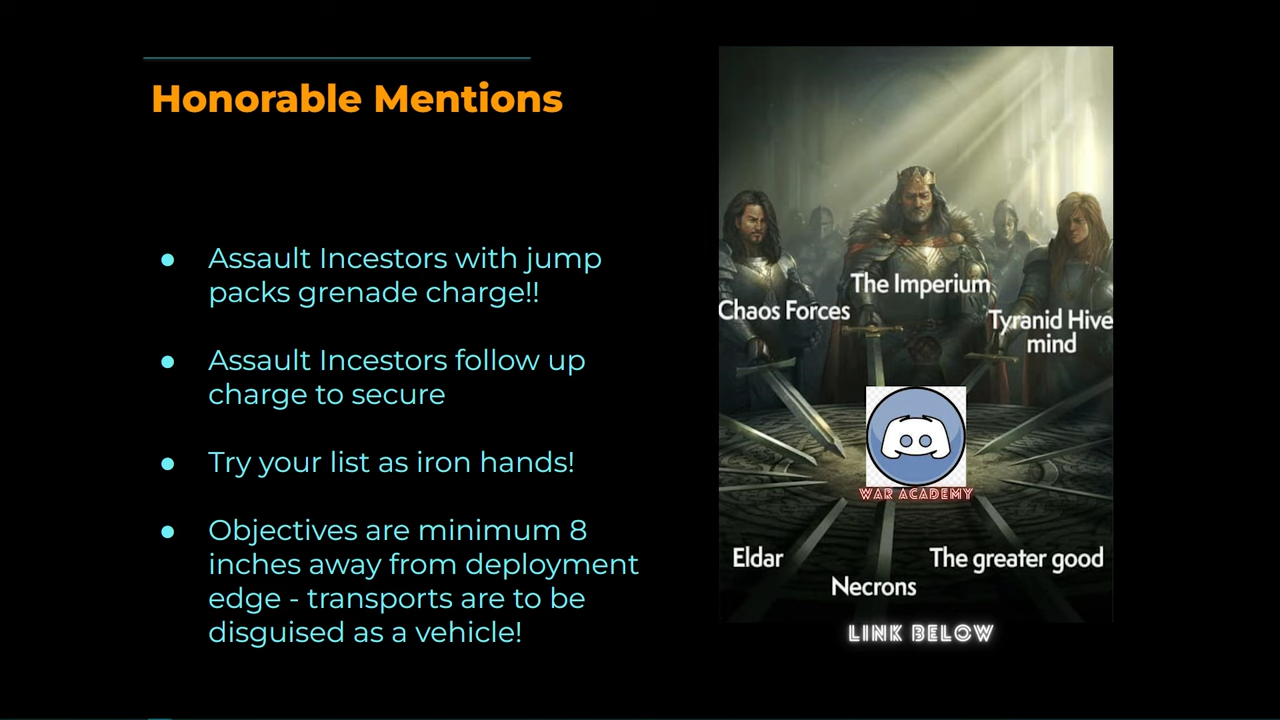 Honorable Mentions
● Assault Incestors with jump
packs grenade charge!!
● Assault Incestors follow up
charge to secure
● Try your list as iron hands!
● Objectives are minimum 8
inches away from deployment
edge - transports are to be
disguised as a vehicle!
The Imperium
Chaos Forces
Tyranid Hive
mind
WAR ACADEMY
Eldar
The greater good
Necrons
LINK BELOW